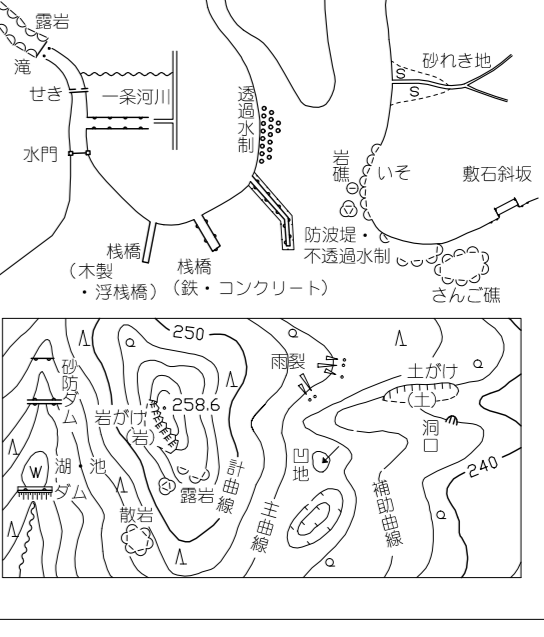 露岩
滝
せき
一条河川
水門
透過水制
砂れき地
S
S
岩礁
いそ
敷石斜坂
防波堤・
不透過水制
さんご礁
桟橋
(木製
・浮桟橋)
桟橋
(鉄・コンクリート)
250
砂防ダム
雨裂
土がけ
(土)
258.6
岩がけ
(岩)
洞口
凹地
W
湖・池
ダム
露岩
散岩
計曲線
主曲線
補助曲線
240